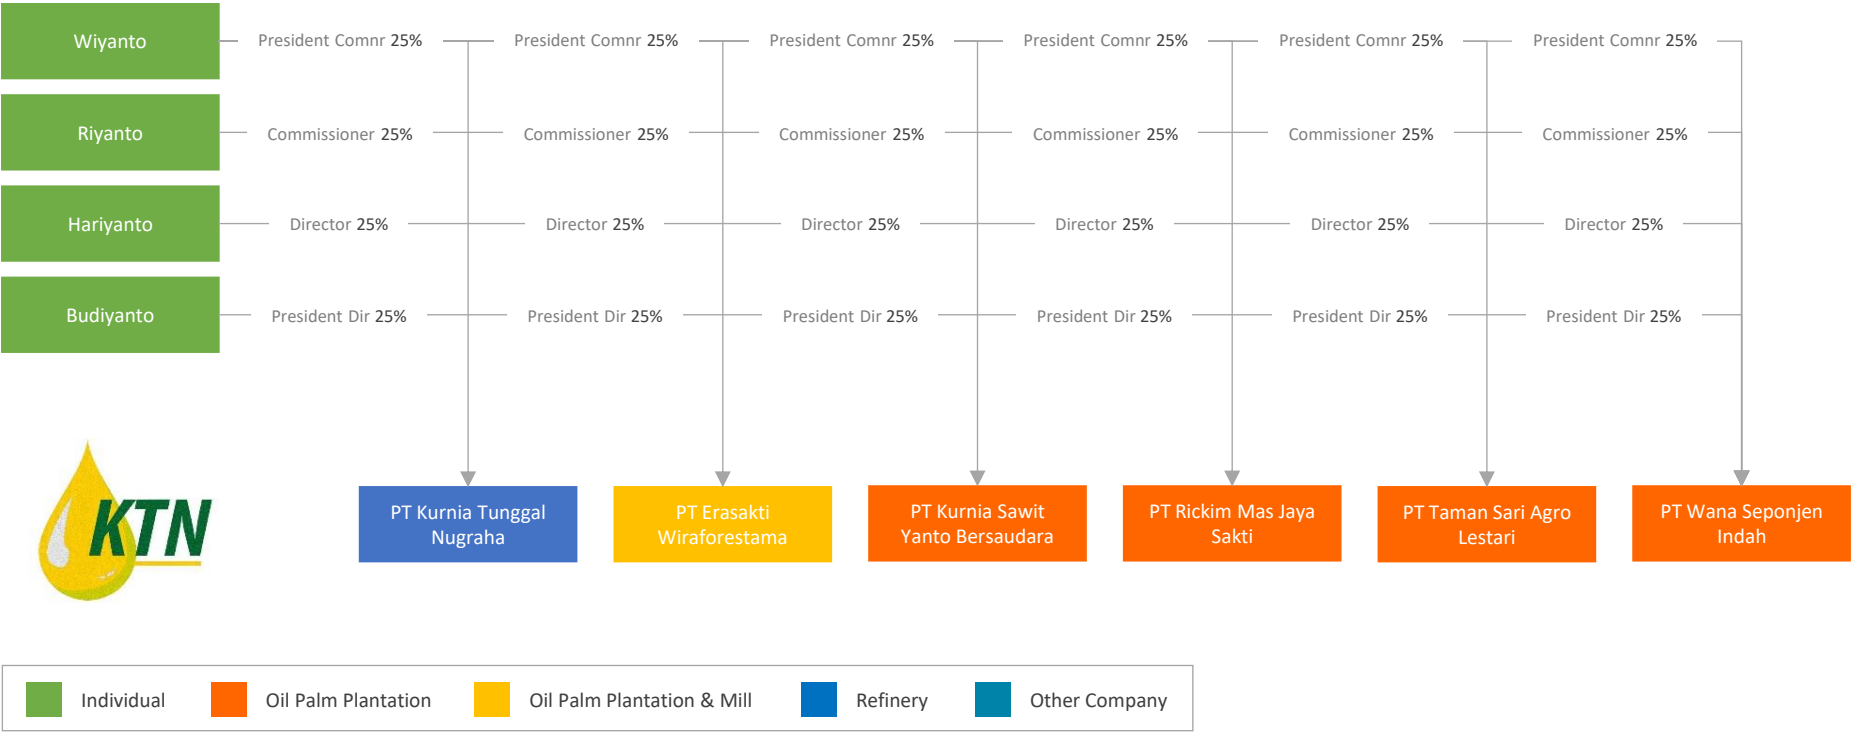 Wiyanto President Comnr 25% President Comnr 25% President Comnr 25% President Comnr 25% President Comnr 25% President Comnr 25%
Riyanto Commissioner 25% Commissioner 25% Commissioner 25% Commissioner 25% Commissioner 25% Commissioner 25%
Hariyanto Director 25% Director 25% Director 25% Director 25% Director 25% Director 25%
Budiyanto President Dir 25% President Dir 25% President Dir 25% President Dir 25% President Dir 25% President Dir 25%
KTN
PT Kurnia Tunggal
Nugraha
PT Erasakti
Wiraforestama
PT Kurnia Sawit
Yanto Bersaudara
PT Rickim Mas Jaya
Sakti
PT Taman Sari Agro
Lestari
PT Wana Seponjen
Indah
Individual Oil Palm Plantation Oil Palm Plantation & Mill Refinery Other Company